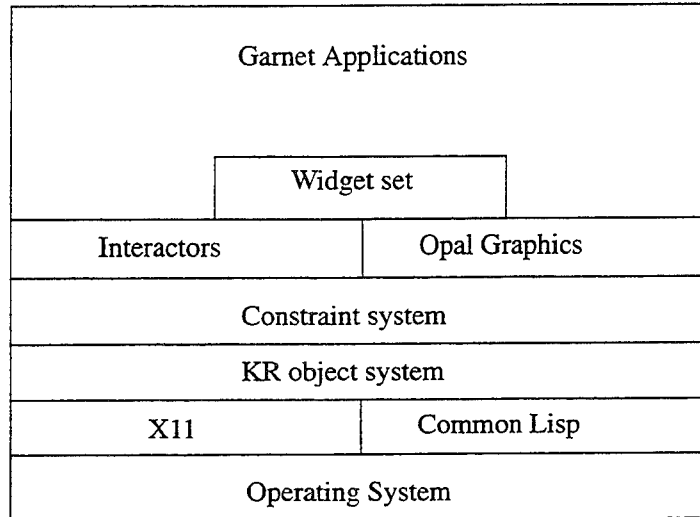 Garnet Applications
Widget set
Interactors
Opal Graphics
Constraint system
KR object system
X11
Common Lisp
Operating System